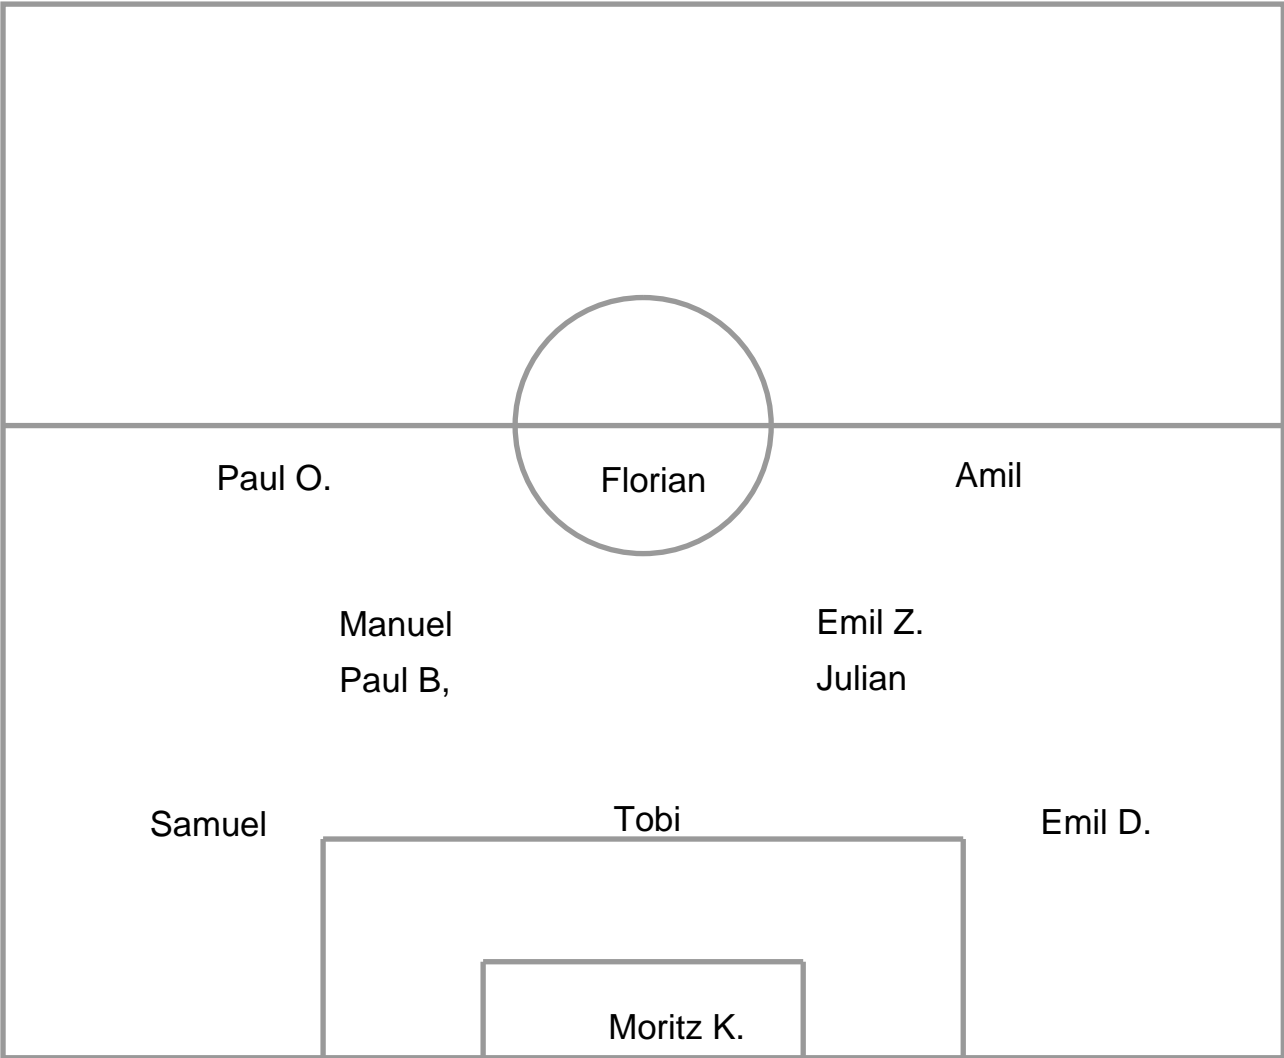 Paul O.
Florian
Amil
Manuel
Emil Z.
Paul B,
Julian
Samuel
Tobi
Emil D.
Moritz K.